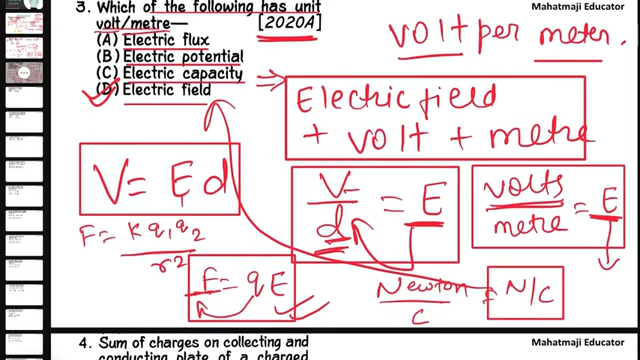 Mahatmaji Educator
3. Which of the following has unit
volt/metre—
[2020A]
(A) Electric flux
(B) Electric potential
(C) Electric capacity
(D) Electric field
volt per meter.
Electric field
+ volt + metre
V = E d
V/d = E
volts/metre = E
F = K q1 q2 / r2
F = qE
Newton/C = N/C
4. Sum of charges on collecting and
conducting plate of a charged
Mahatmaji Educator